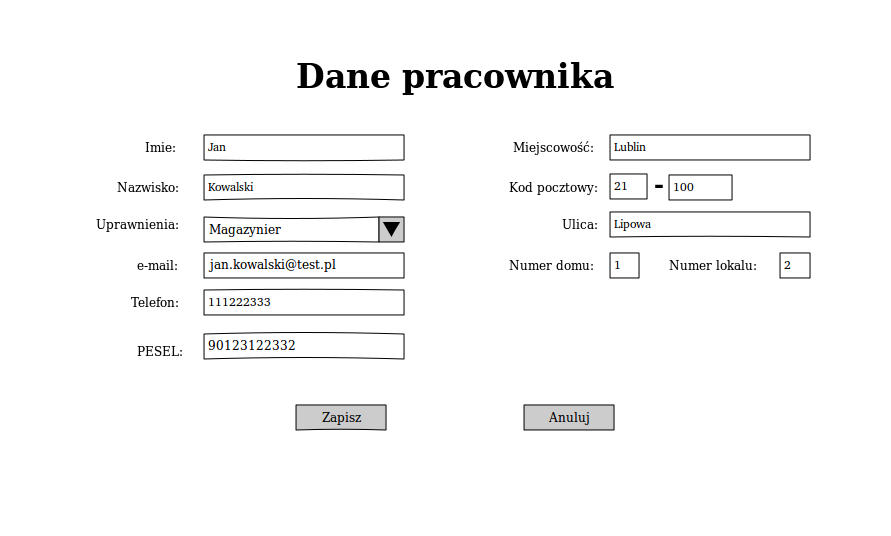 Dane pracownika
Imie: Jan
Nazwisko: Kowalski
Uprawnienia: Magazynier
e-mail: jan.kowalski@test.pl
Telefon: 111222333
PESEL: 90123122332
Miejscowość: Lublin
Kod pocztowy: 21 - 100
Ulica: Lipowa
Numer domu: 1 Numer lokalu: 2
Zapisz Anuluj